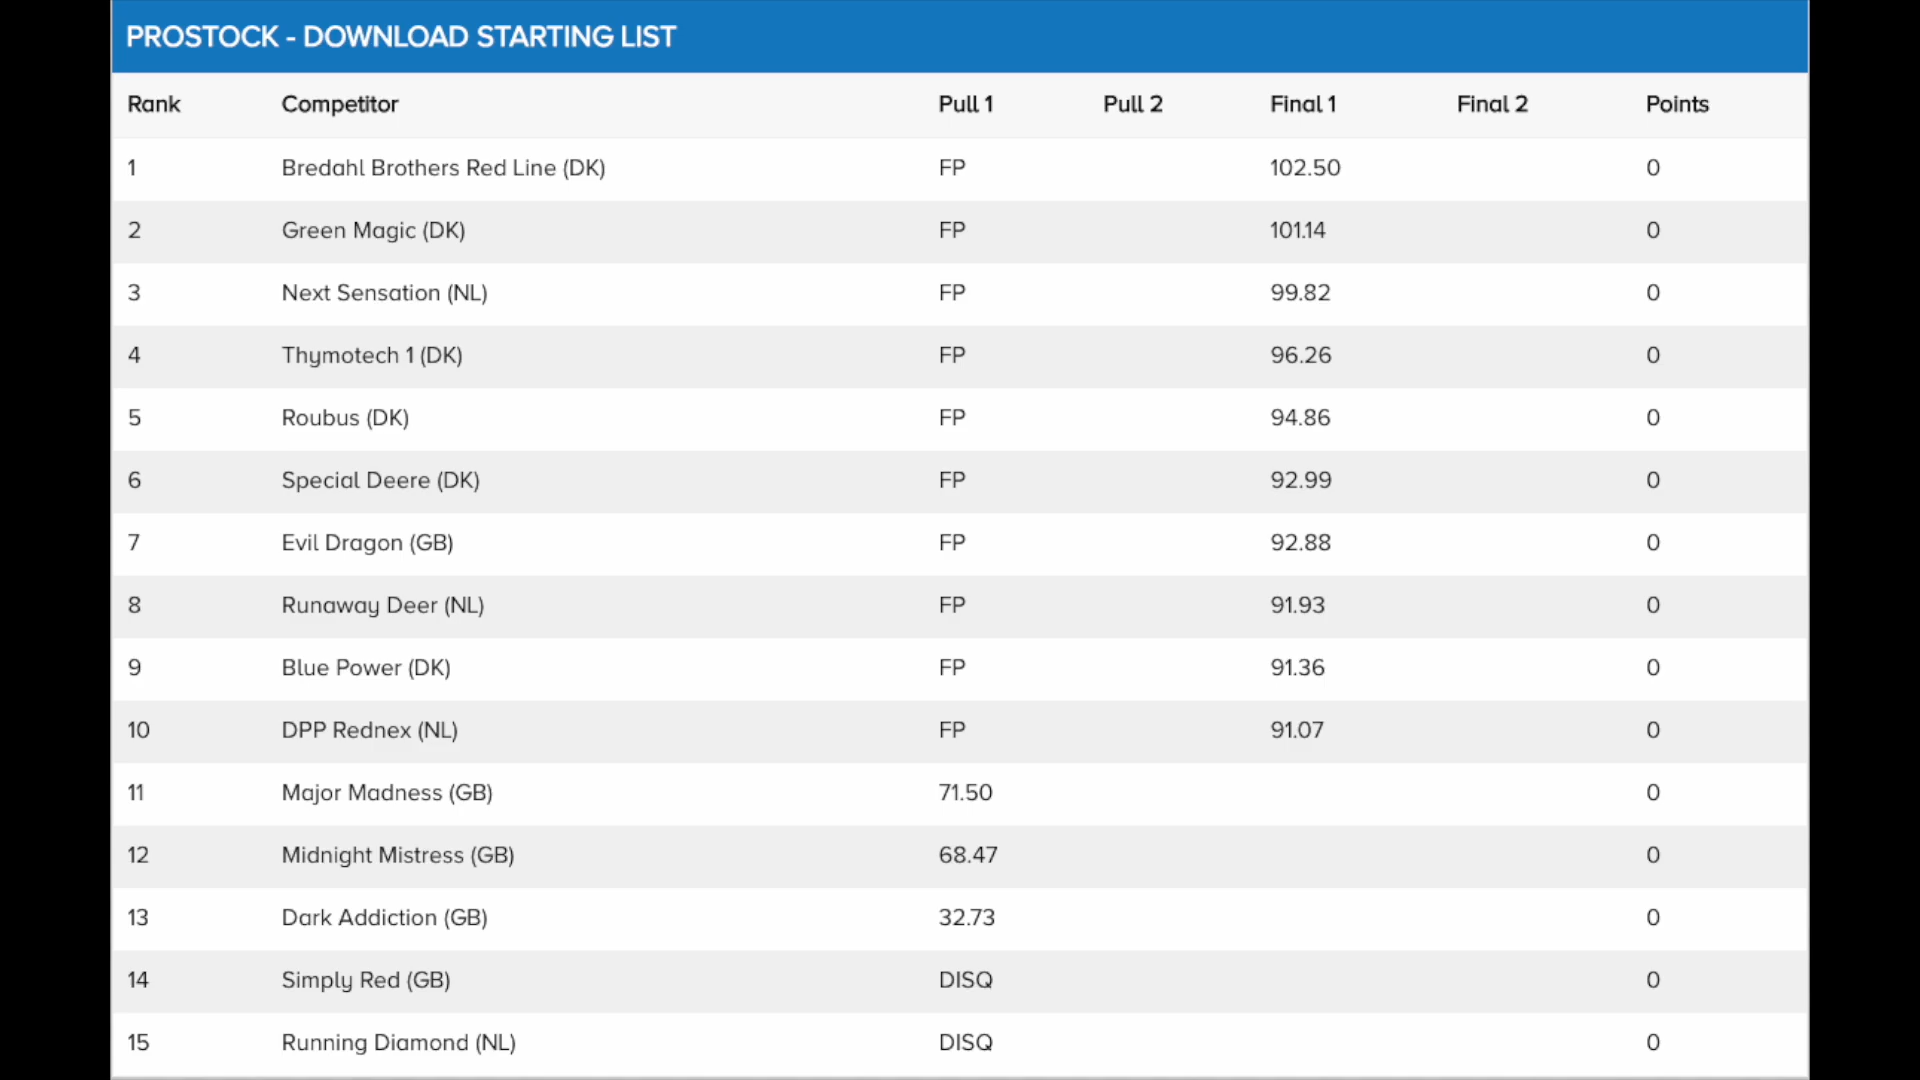 PROSTOCK - DOWNLOAD STARTING LIST
Rank Competitor Pull 1 Pull 2 Final 1 Final 2 Points
1 Bredahl Brothers Red Line (DK) FP 102.50 0
2 Green Magic (DK) FP 101.14 0
3 Next Sensation (NL) FP 99.82 0
4 Thymotech 1 (DK) FP 96.26 0
5 Roubus (DK) FP 94.86 0
6 Special Deere (DK) FP 92.99 0
7 Evil Dragon (GB) FP 92.88 0
8 Runaway Deer (NL) FP 91.93 0
9 Blue Power (DK) FP 91.36 0
10 DPP Rednex (NL) FP 91.07 0
11 Major Madness (GB) 71.50 0
12 Midnight Mistress (GB) 68.47 0
13 Dark Addiction (GB) 32.73 0
14 Simply Red (GB) DISQ 0
15 Running Diamond (NL) DISQ 0